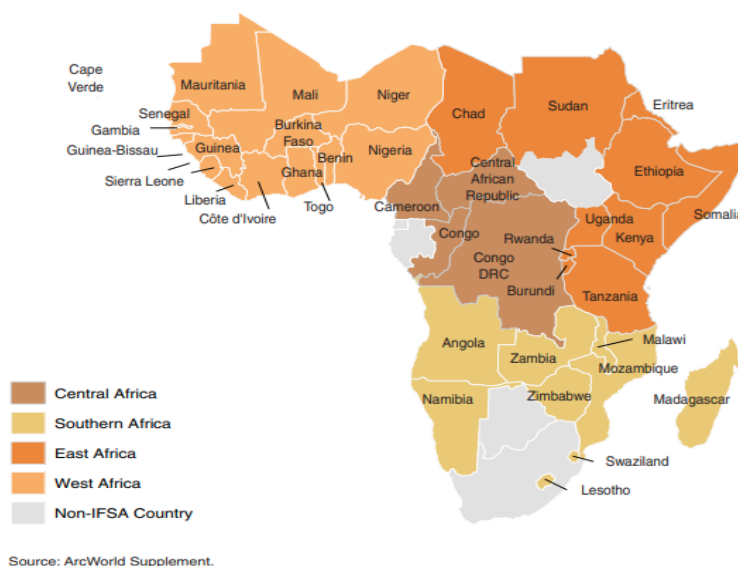 Cape
Verde
Mauritania
Mali
Niger
Chad
Sudan
Eritrea
Senegal
Gambia
Guinea-Bissau
Guinea
Burkina
Faso
Benin
Nigeria
Ghana
Sierra Leone
Liberia
Côte d'Ivoire
Togo
Cameroon
Central
African
Republic
Ethiopia
Somalia
Uganda
Kenya
Congo
Rwanda
Congo
DRC
Burundi
Tanzania
Angola
Zambia
Malawi
Mozambique
Namibia
Zimbabwe
Madagascar
Swaziland
Lesotho
Central Africa
Southern Africa
East Africa
West Africa
Non-IFSA Country
Source: ArcWorld Supplement.